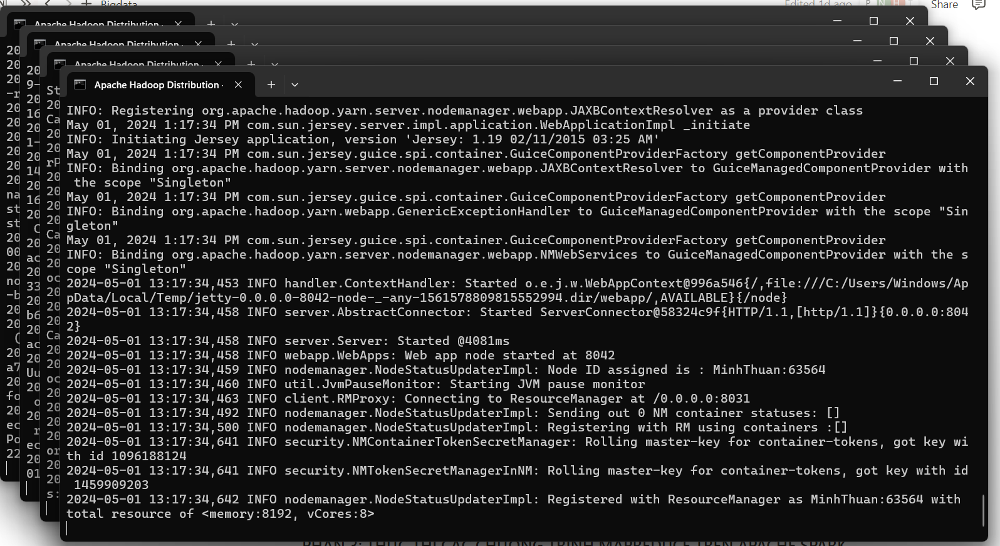 Bigdata
Edited 1d ago
Share
Apache Hadoop Distribution
Apache Hadoop Distribution
Apache Hadoop Distribution
Apache Hadoop Distribution
INFO: Registering org.apache.hadoop.yarn.server.nodemanager.webapp.JAXBContextResolver as a provider class
May 01, 2024 1:17:34 PM com.sun.jersey.server.impl.application.WebApplicationImpl _initiate
INFO: Initiating Jersey application, version 'Jersey: 1.19 02/11/2015 03:25 AM'
May 01, 2024 1:17:34 PM com.sun.jersey.guice.spi.container.GuiceComponentProviderFactory getComponentProvider
INFO: Binding org.apache.hadoop.yarn.server.nodemanager.webapp.JAXBContextResolver to GuiceManagedComponentProvider with
the scope "Singleton"
May 01, 2024 1:17:34 PM com.sun.jersey.guice.spi.container.GuiceComponentProviderFactory getComponentProvider
INFO: Binding org.apache.hadoop.yarn.webapp.GenericExceptionHandler to GuiceManagedComponentProvider with the scope "Sin
gleton"
May 01, 2024 1:17:34 PM com.sun.jersey.guice.spi.container.GuiceComponentProviderFactory getComponentProvider
INFO: Binding org.apache.hadoop.yarn.server.nodemanager.webapp.NMWebServices to GuiceManagedComponentProvider with the s
cope "Singleton"
2024-05-01 13:17:34,453 INFO handler.ContextHandler: Started o.e.j.w.WebAppContext@996a546{/,file:///C:/Users/Windows/Ap
pData/Local/Temp/jetty-0.0.0.0-8042-node-_-any-1561578809815552994.dir/webapp/,AVAILABLE}{/node}
2024-05-01 13:17:34,458 INFO server.AbstractConnector: Started ServerConnector@58324c9f{HTTP/1.1,[http/1.1]}{0.0.0.0:804
2}
2024-05-01 13:17:34,458 INFO server.Server: Started @4081ms
2024-05-01 13:17:34,458 INFO webapp.WebApps: Web app node started at 8042
2024-05-01 13:17:34,459 INFO nodemanager.NodeStatusUpdaterImpl: Node ID assigned is : MinhThuan:63564
2024-05-01 13:17:34,460 INFO util.JvmPauseMonitor: Starting JVM pause monitor
2024-05-01 13:17:34,463 INFO client.RMProxy: Connecting to ResourceManager at /0.0.0.0:8031
2024-05-01 13:17:34,492 INFO nodemanager.NodeStatusUpdaterImpl: Sending out 0 NM container statuses: []
2024-05-01 13:17:34,500 INFO nodemanager.NodeStatusUpdaterImpl: Registering with RM using containers :[]
2024-05-01 13:17:34,641 INFO security.NMContainerTokenSecretManager: Rolling master-key for container-tokens, got key wi
th id 1096188124
2024-05-01 13:17:34,641 INFO security.NMTokenSecretManagerInNM: Rolling master-key for container-tokens, got key with id
1459909203
2024-05-01 13:17:34,642 INFO nodemanager.NodeStatusUpdaterImpl: Registered with ResourceManager as MinhThuan:63564 with
total resource of <memory:8192, vCores:8>